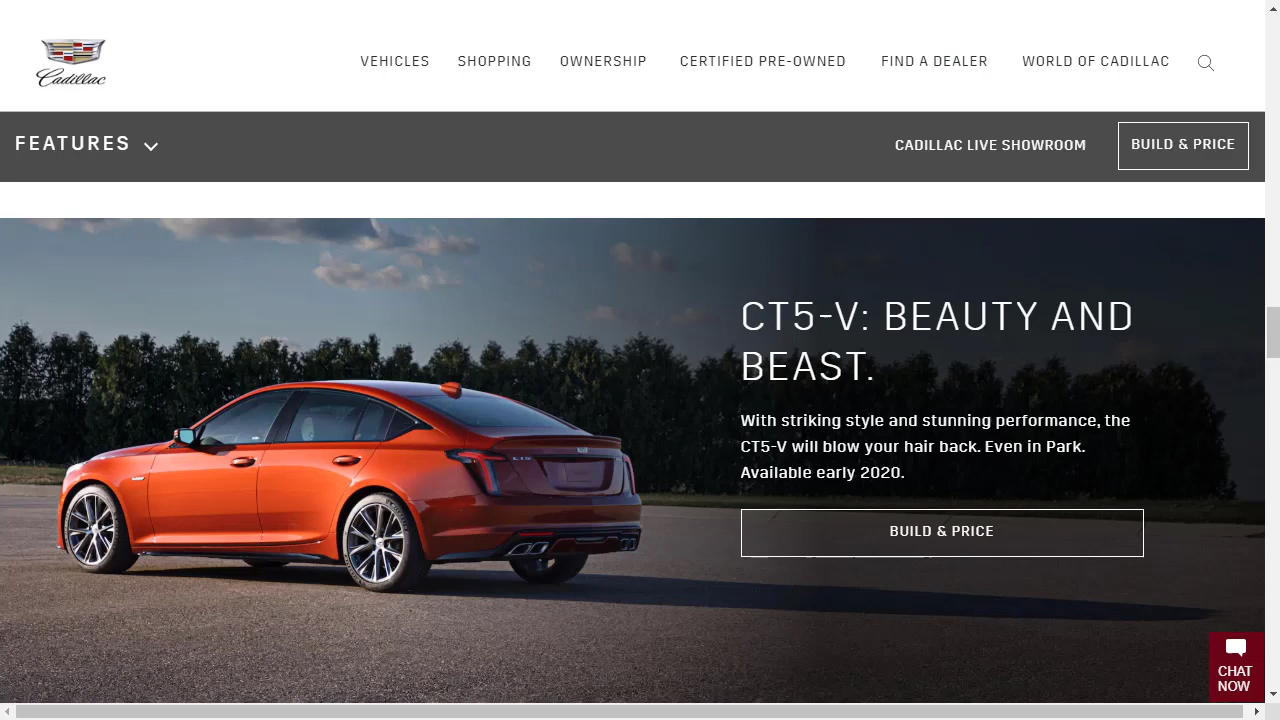 Cadillac
VEHICLES
SHOPPING
OWNERSHIP
CERTIFIED PRE-OWNED
FIND A DEALER
WORLD OF CADILLAC
FEATURES
CADILLAC LIVE SHOWROOM
BUILD & PRICE
CT5-V: BEAUTY AND
BEAST.
With striking style and stunning performance, the
CT5-V will blow your hair back. Even in Park.
Available early 2020.
BUILD & PRICE
CT5
CHAT
NOW